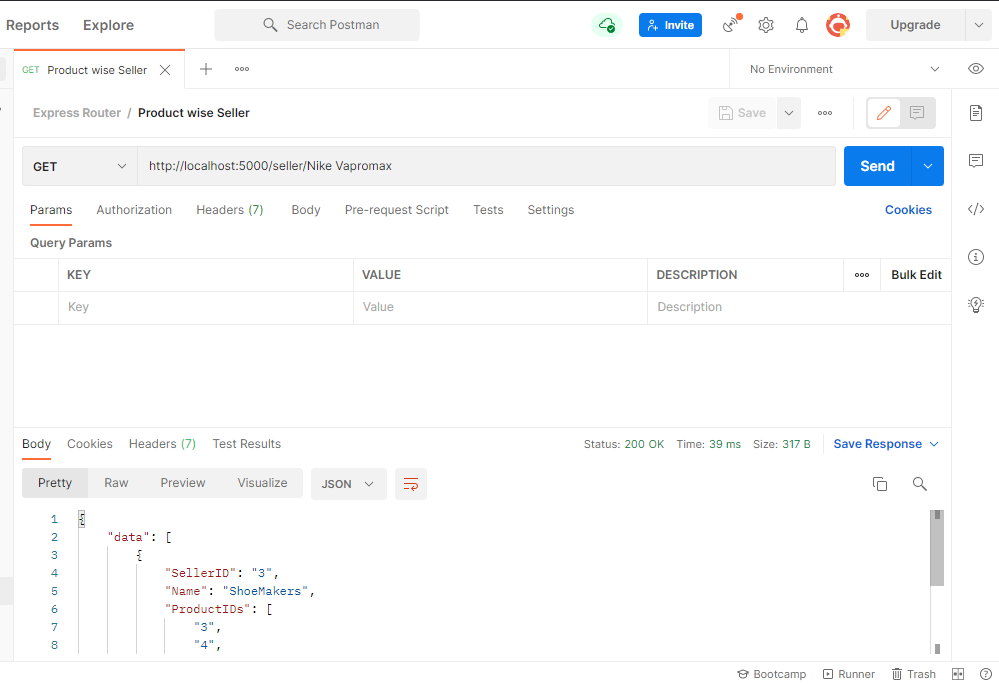 Reports Explore Search Postman Invite Upgrade
GET Product wise Seller No Environment
Express Router / Product wise Seller Save
GET http://localhost:5000/seller/Nike Vapromax Send
Params Authorization Headers (7) Body Pre-request Script Tests Settings Cookies
Query Params
KEY VALUE DESCRIPTION Bulk Edit
Key Value Description
Body Cookies Headers (7) Test Results Status: 200 OK Time: 39 ms Size: 317 B Save Response
Pretty Raw Preview Visualize JSON
1 {
2 "data": [
3 {
4 "SellerID": "3",
5 "Name": "ShoeMakers",
6 "ProductIDs": [
7 "3",
8 "4",
Bootcamp Runner Trash